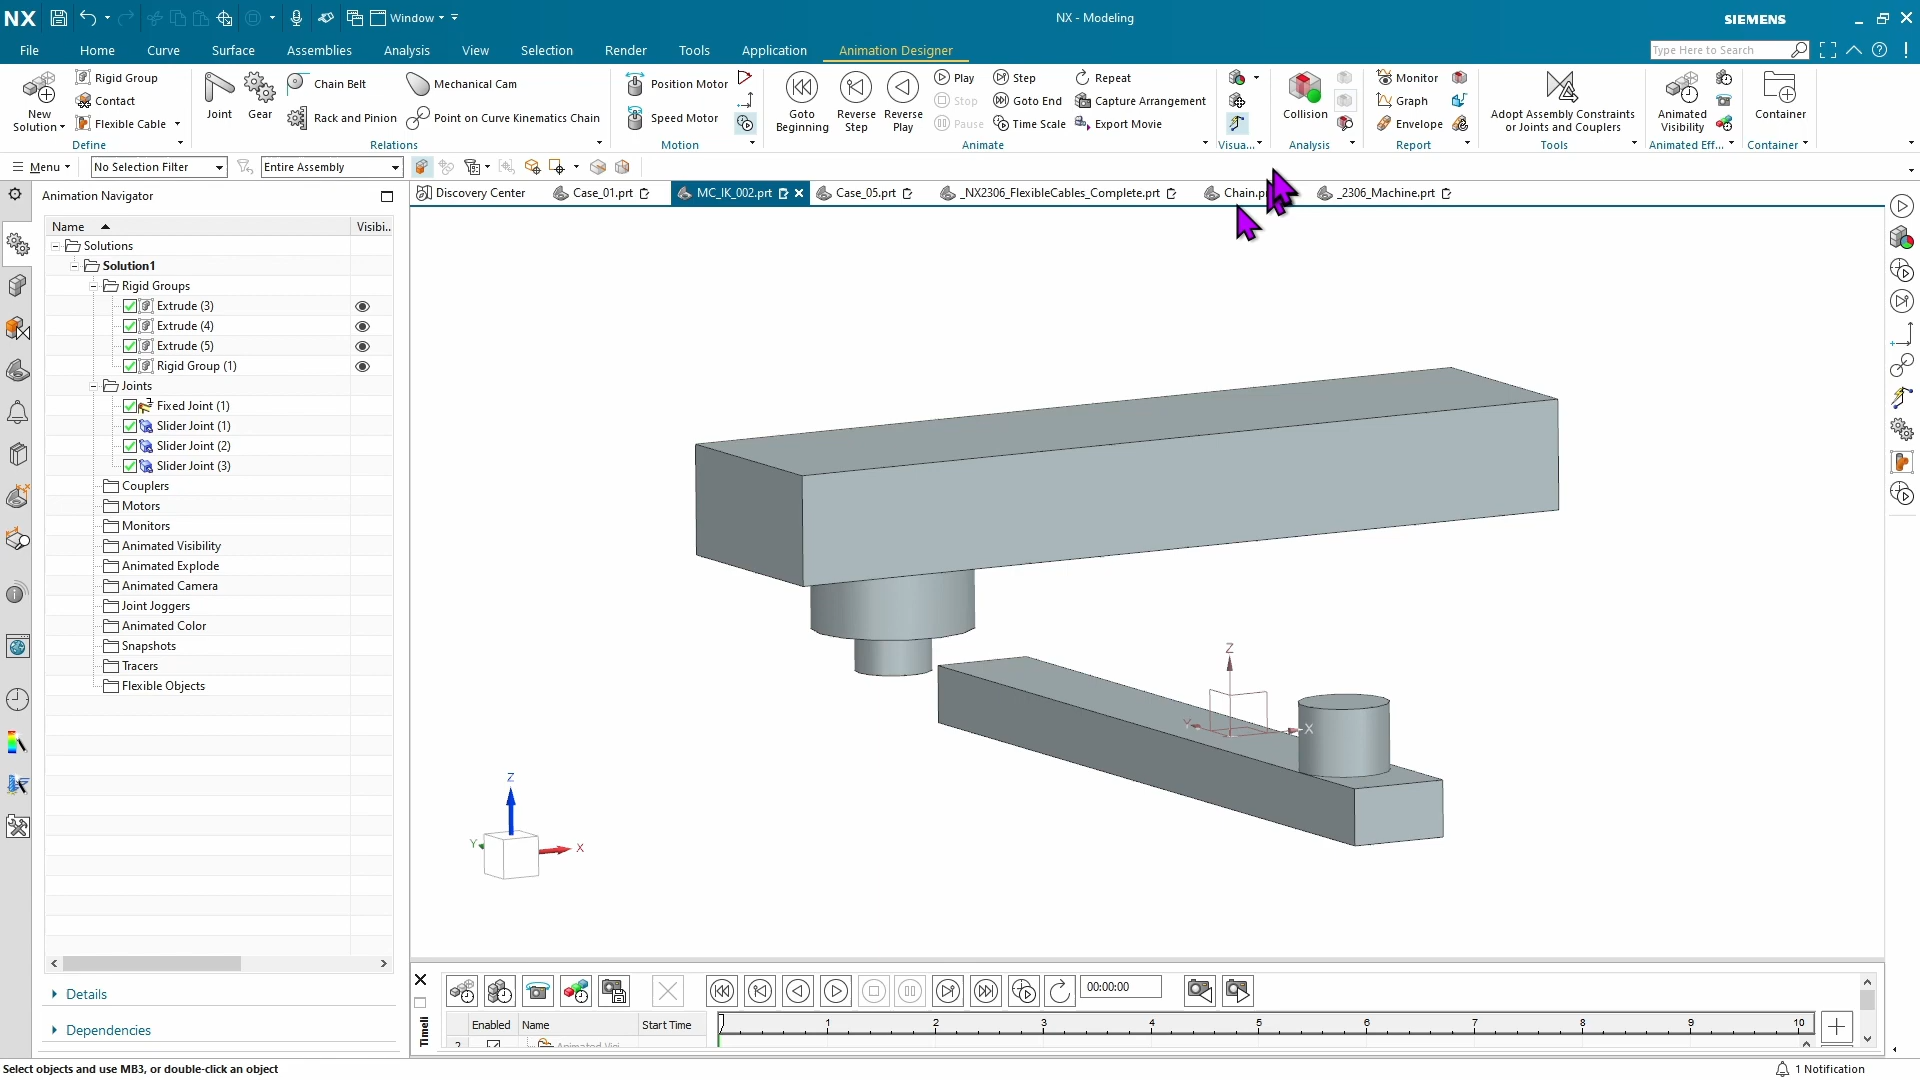 NX
Window
NX - Modeling
SIEMENS
File
Home
Curve
Surface
Assemblies
Analysis
View
Selection
Render
Tools
Application
Animation Designer
Type Here to Search
New
Solution
Rigid Group
Contact
Flexible Cable
Define
Joint
Gear
Chain Belt
Rack and Pinion
Mechanical Cam
Point on Curve Kinematics Chain
Relations
Position Motor
Speed Motor
Motion
Goto
Beginning
Reverse
Step
Reverse
Play
Play
Stop
Pause
Step
Goto End
Time Scale
Repeat
Capture Arrangement
Export Movie
Animate
Visua...
Collision
Analysis
Monitor
Graph
Envelope
Report
Adopt Assembly Constraints
or Joints and Couplers
Tools
Animated
Visibility
Animated Eff...
Container
Container
Menu
No Selection Filter
Entire Assembly
Animation Navigator
Discovery Center
Case_01.prt
MC_IK_002.prt
Case_05.prt
_NX2306_FlexibleCables_Complete.prt
Chain.p
_2306_Machine.prt
Name
Visibi..
Solutions
Solution1
Rigid Groups
Extrude (3)
Extrude (4)
Extrude (5)
Rigid Group (1)
Joints
Fixed Joint (1)
Slider Joint (1)
Slider Joint (2)
Slider Joint (3)
Couplers
Motors
Monitors
Animated Visibility
Animated Explode
Animated Camera
Joint Joggers
Animated Color
Snapshots
Tracers
Flexible Objects
Details
Dependencies
Z
Y
X
Z
Y
X
00:00:00
Timeli
Enabled
Name
Start Time
1
2
3
4
5
6
7
8
9
10
Select objects and use MB3, or double-click an object
1 Notification